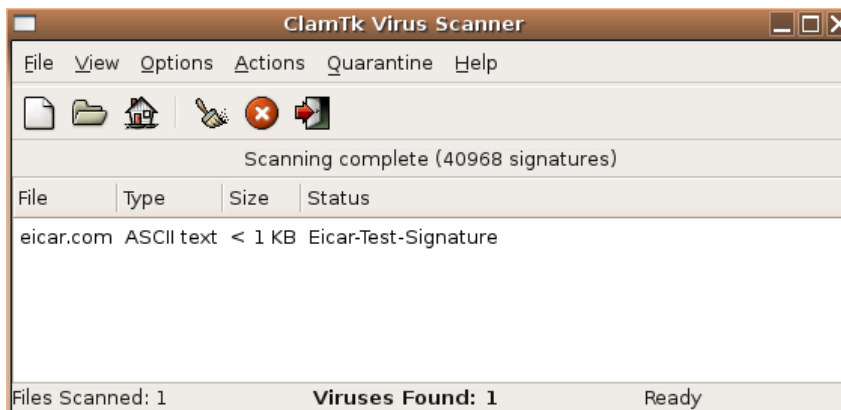 ClamTk Virus Scanner
File View Options Actions Quarantine Help
Scanning complete (40968 signatures)
File Type Size Status
eicar.com ASCII text < 1 KB Eicar-Test-Signature
Files Scanned: 1 Viruses Found: 1 Ready